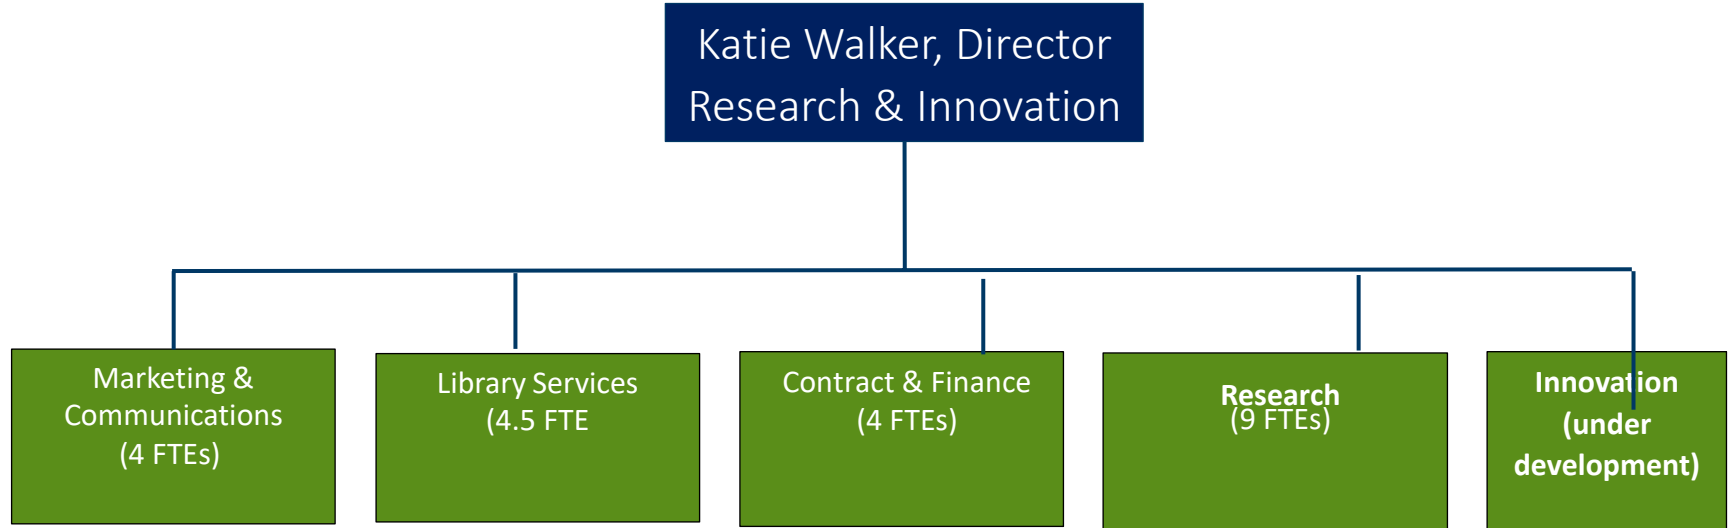 Katie Walker, Director
Research & Innovation
Marketing &
Communications
(4 FTEs)
Library Services
(4.5 FTE
Contract & Finance
(4 FTEs)
Research
(9 FTEs)
Innovation
(under
development)